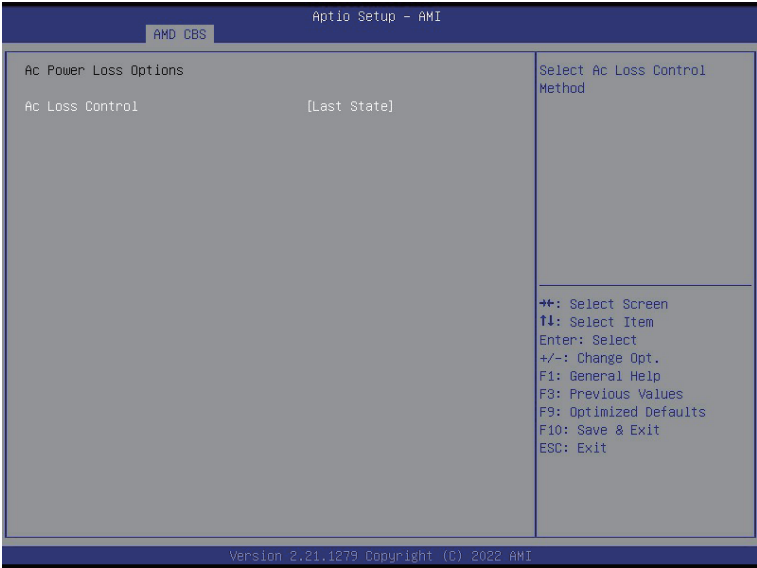 Aptio Setup – AMI
AMD CBS
Ac Power Loss Options
Ac Loss Control [Last State]
Select Ac Loss Control
Method
→←: Select Screen
↑↓: Select Item
Enter: Select
+/-: Change Opt.
F1: General Help
F3: Previous Values
F9: Optimized Defaults
F10: Save & Exit
ESC: Exit
Version 2.21.1279 Copyright (C) 2022 AMI